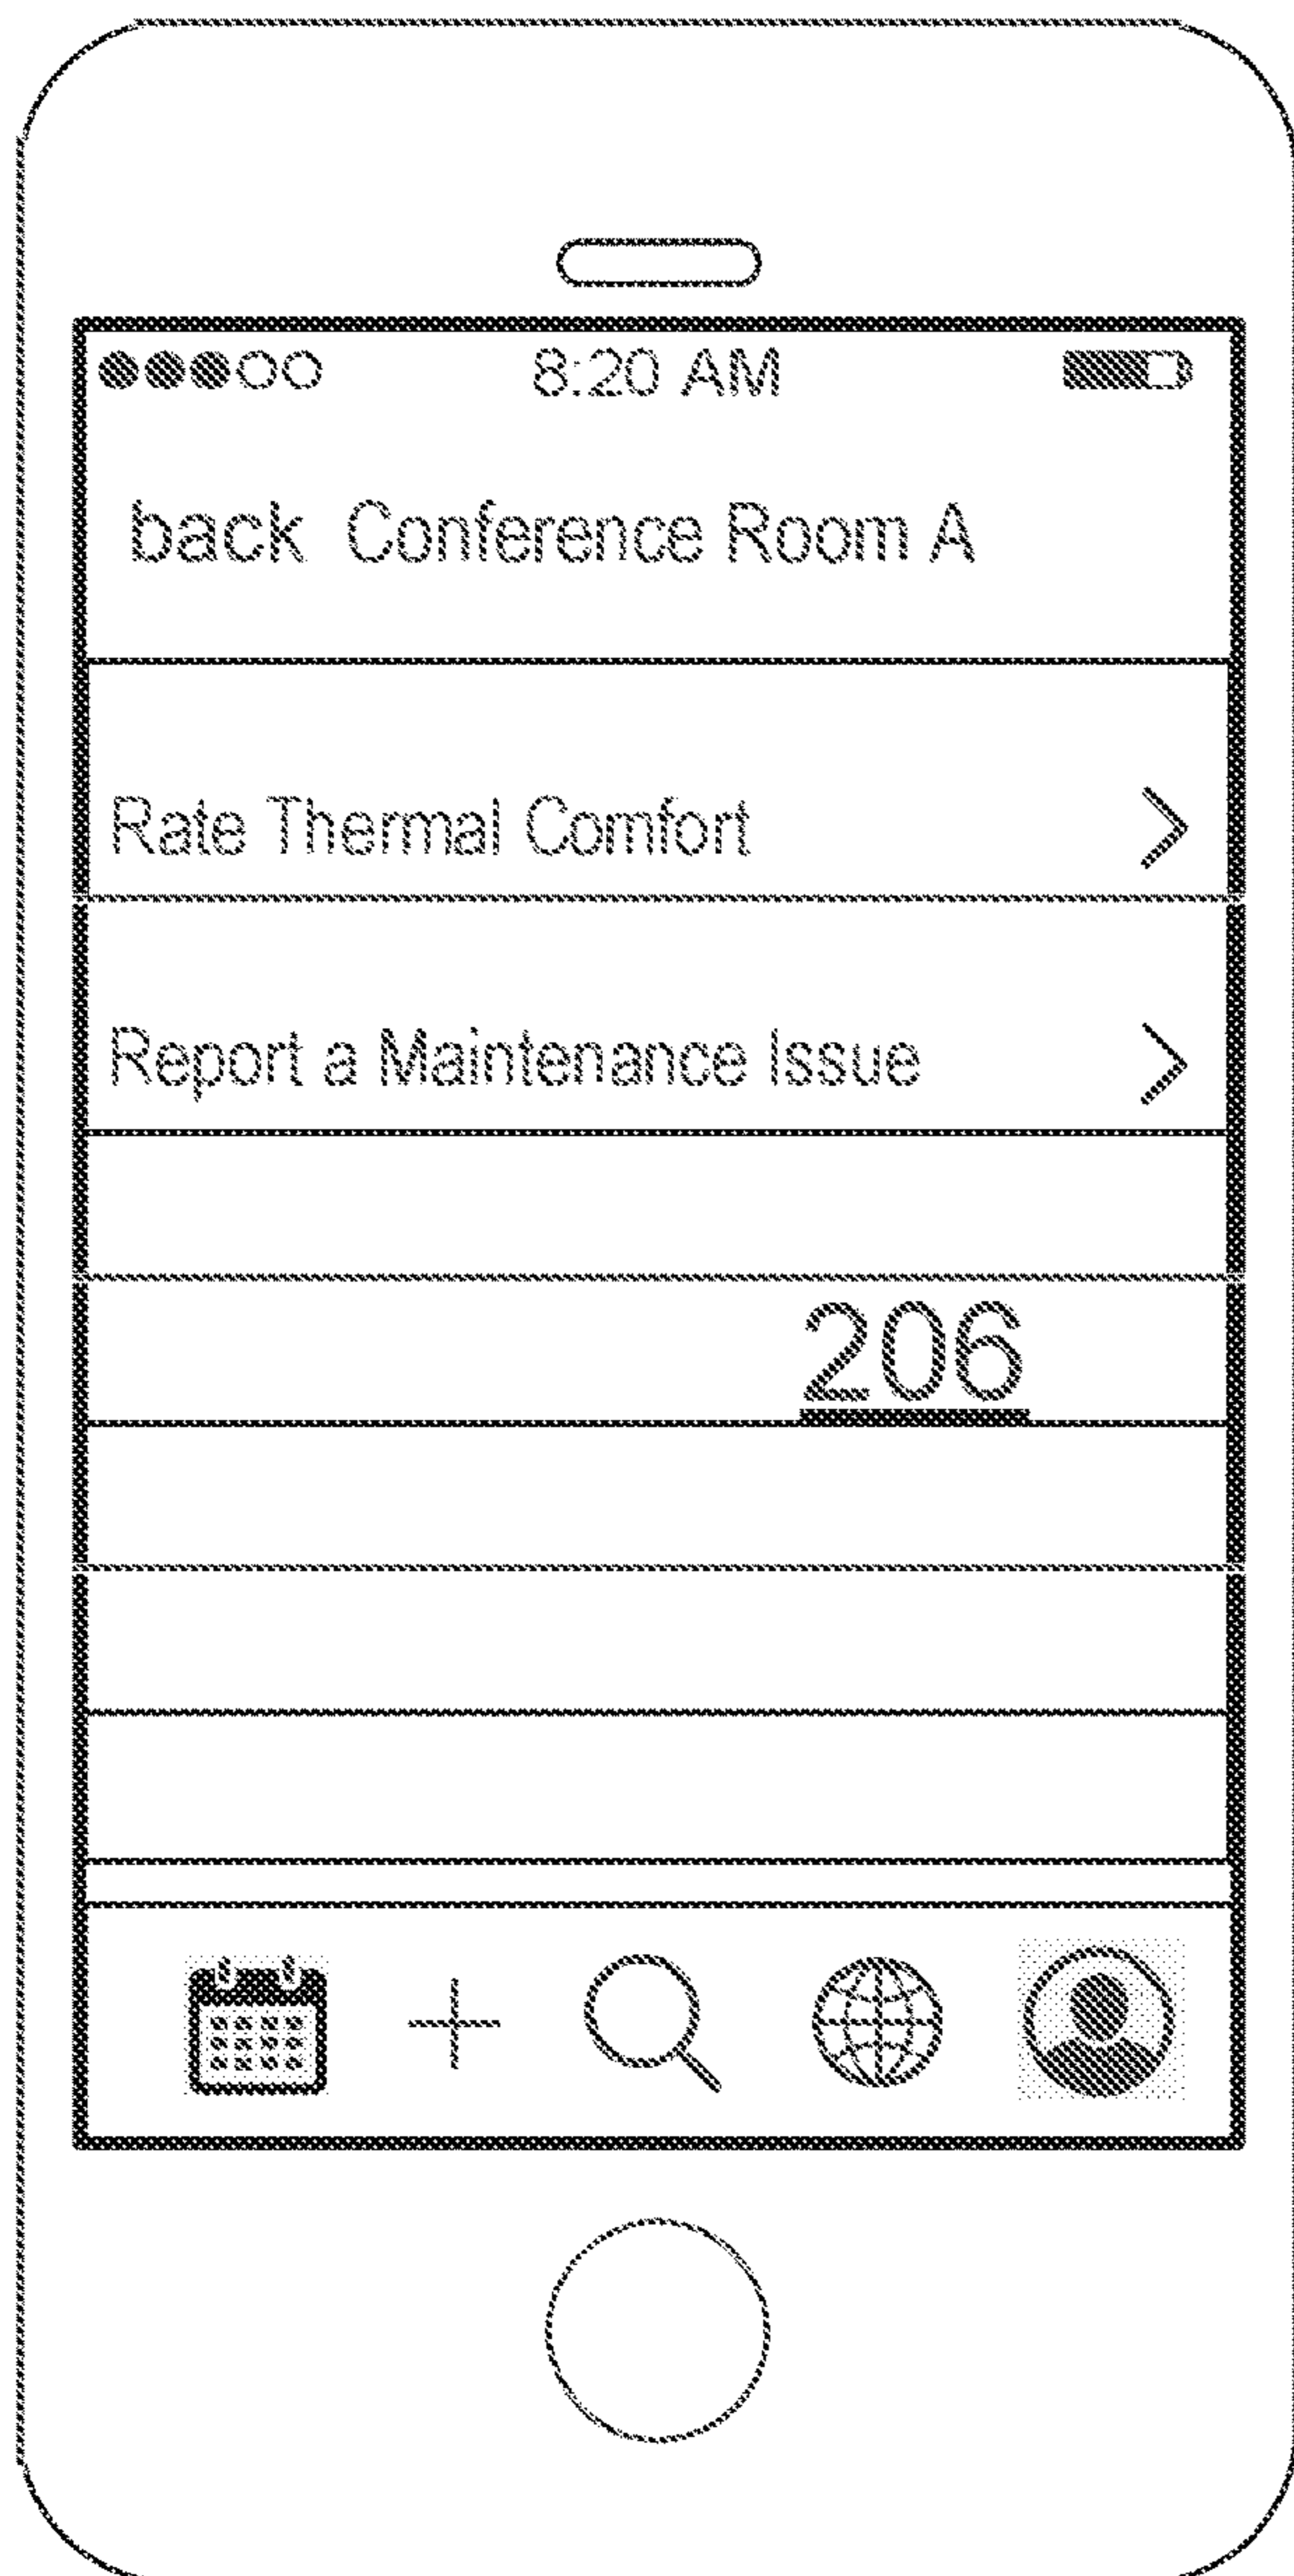 8:20 AM
back Conference Room A
Rate Thermal Comfort
Report a Maintenance Issue
206